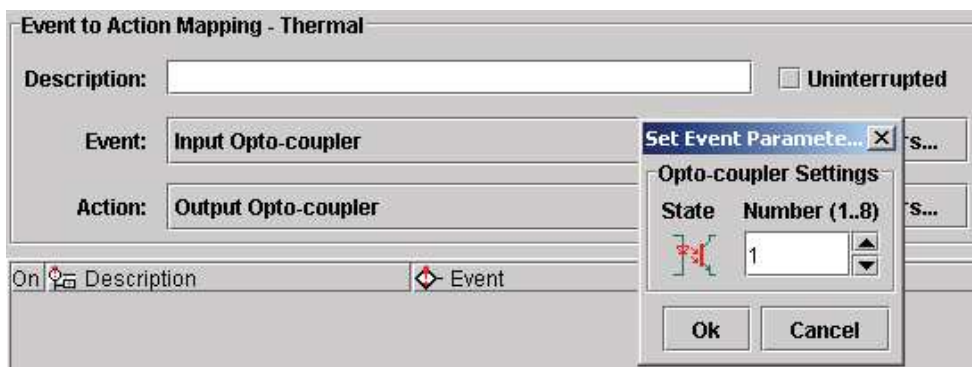 Event to Action Mapping - Thermal
Description: Uninterrupted
Event: Input Opto-coupler s...
Action: Output Opto-coupler s...
Set Event Paramete...
Opto-coupler Settings
State Number (1..8)
1
Ok Cancel
On Description Event